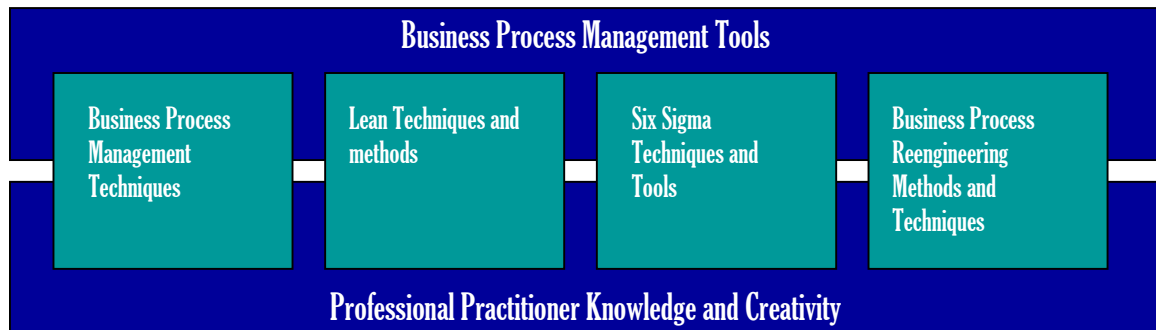 Business Process Management Tools
Business Process
Management
Techniques
Lean Techniques and
methods
Six Sigma
Techniques and
Tools
Business Process
Reengineering
Methods and
Techniques
Professional Practitioner Knowledge and Creativity